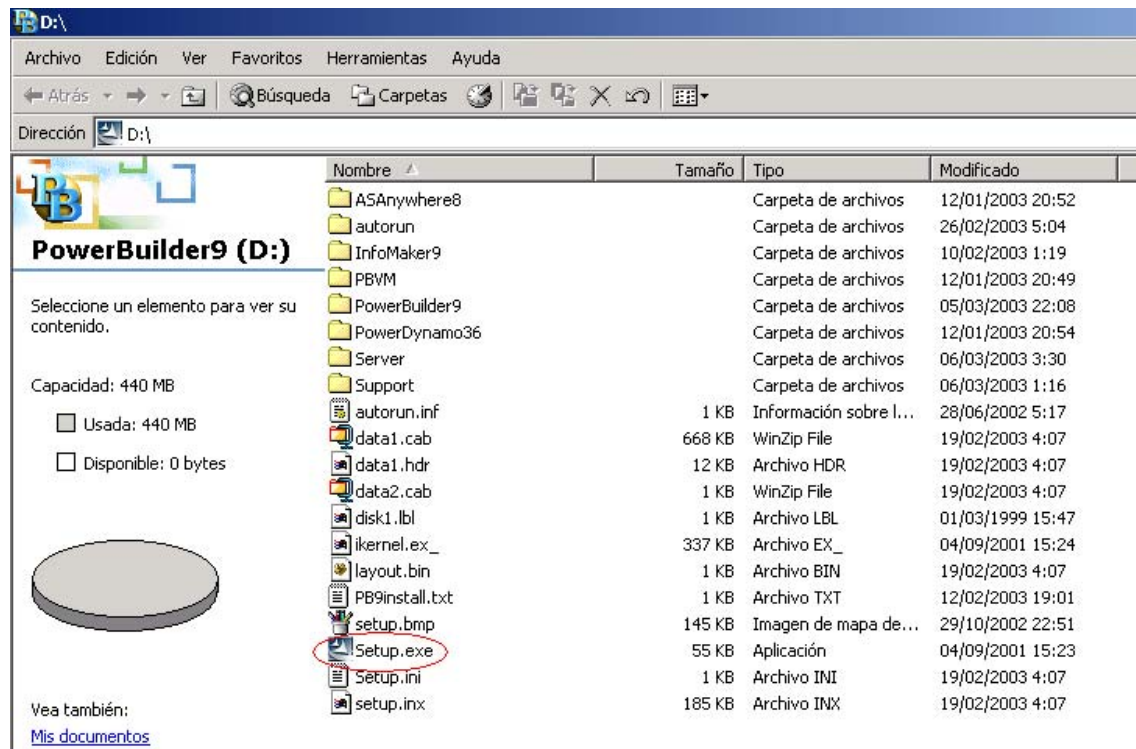 D:\
Archivo Edición Ver Favoritos Herramientas Ayuda
Atrás Búsqueda Carpetas
Dirección D:\
PB
PowerBuilder9 (D:)
Seleccione un elemento para ver su
contenido.
Capacidad: 440 MB
Usada: 440 MB
Disponible: 0 bytes
Vea también:
Mis documentos
Nombre Tamaño Tipo Modificado
ASAnywhere8 Carpeta de archivos 12/01/2003 20:52
autorun Carpeta de archivos 26/02/2003 5:04
InfoMaker9 Carpeta de archivos 10/02/2003 1:19
PBVM Carpeta de archivos 12/01/2003 20:49
PowerBuilder9 Carpeta de archivos 05/03/2003 22:08
PowerDynamo36 Carpeta de archivos 12/01/2003 20:54
Server Carpeta de archivos 06/03/2003 3:30
Support Carpeta de archivos 06/03/2003 1:16
autorun.inf 1 KB Información sobre l... 28/06/2002 5:17
data1.cab 668 KB WinZip File 19/02/2003 4:07
data1.hdr 12 KB Archivo HDR 19/02/2003 4:07
data2.cab 1 KB WinZip File 19/02/2003 4:07
disk1.lbl 1 KB Archivo LBL 01/03/1999 15:47
ikernel.ex_ 337 KB Archivo EX_ 04/09/2001 15:24
layout.bin 1 KB Archivo BIN 19/02/2003 4:07
PB9install.txt 1 KB Archivo TXT 12/02/2003 19:01
setup.bmp 145 KB Imagen de mapa de... 29/10/2002 22:51
Setup.exe 55 KB Aplicación 04/09/2001 15:23
Setup.ini 1 KB Archivo INI 19/02/2003 4:07
setup.inx 185 KB Archivo INX 19/02/2003 4:07